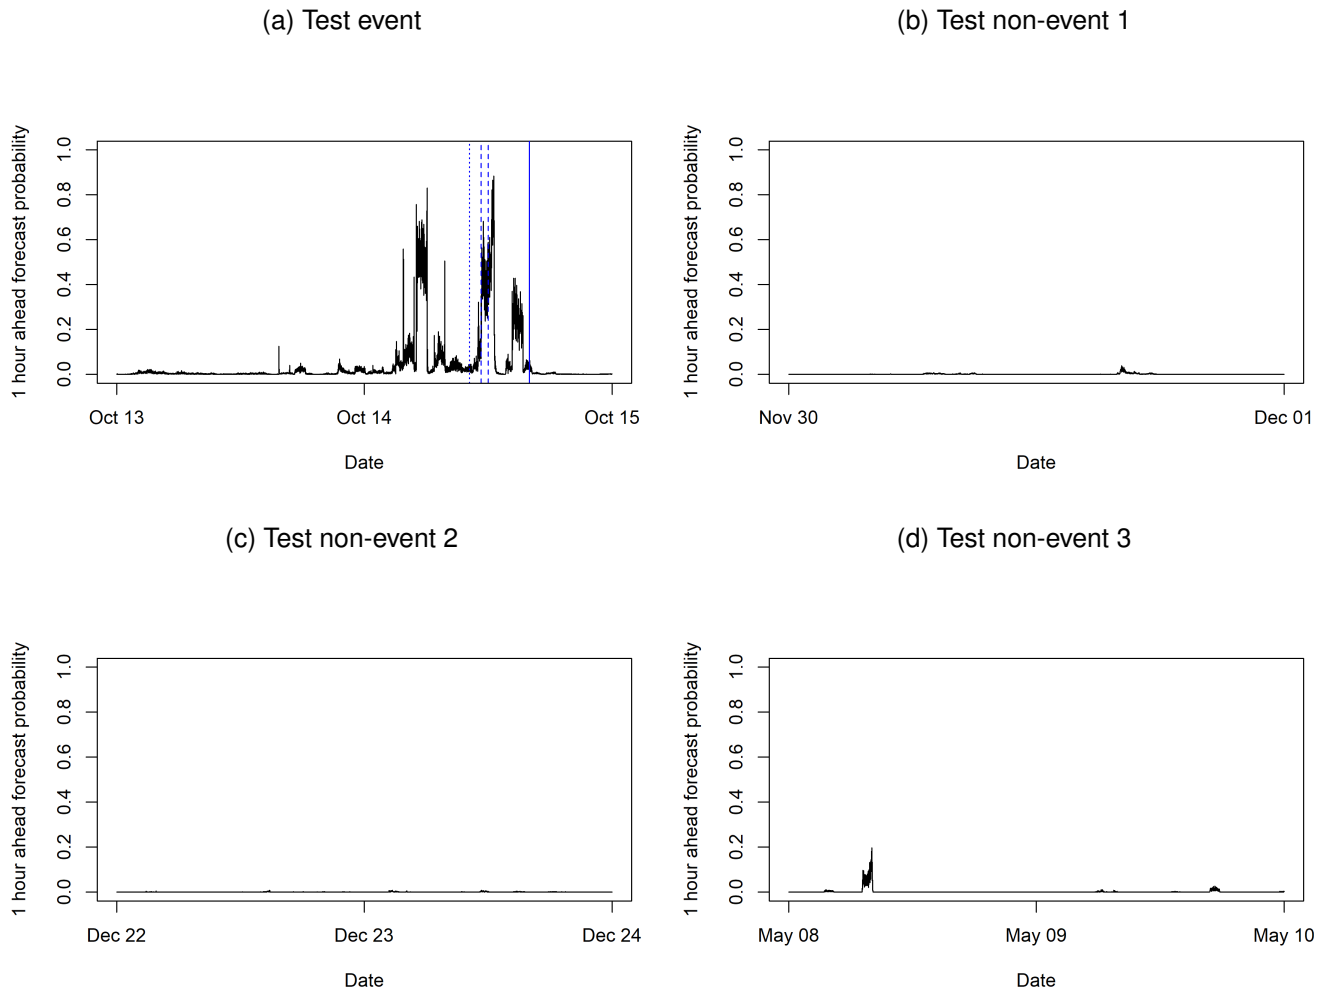 (a) Test event
(b) Test non-event 1
1 hour ahead forecast probability
0.0 0.2 0.4 0.6 0.8 1.0
Oct 13 Oct 14 Oct 15
Date
1 hour ahead forecast probability
0.0 0.2 0.4 0.6 0.8 1.0
Nov 30 Dec 01
Date
(c) Test non-event 2
(d) Test non-event 3
1 hour ahead forecast probability
0.0 0.2 0.4 0.6 0.8 1.0
Dec 22 Dec 23 Dec 24
Date
1 hour ahead forecast probability
0.0 0.2 0.4 0.6 0.8 1.0
May 08 May 09 May 10
Date